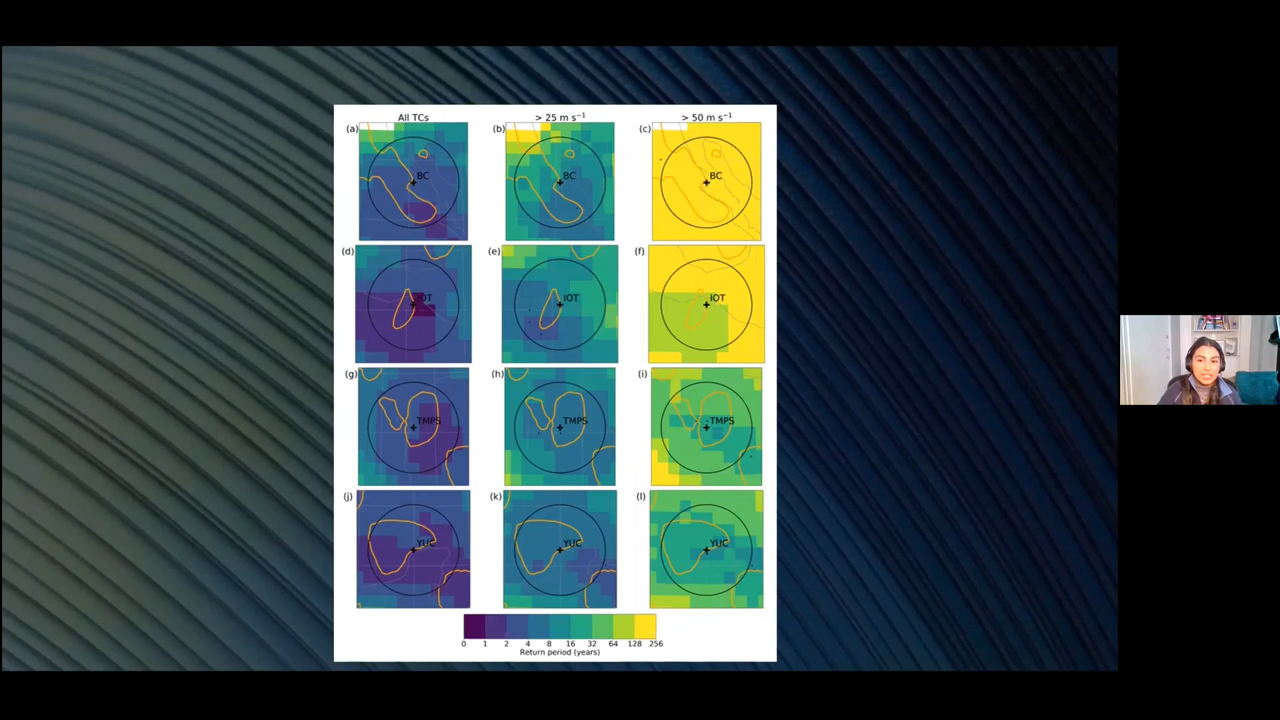 All TCs
> 25 m s⁻¹
> 50 m s⁻¹
(a)
BC
(b)
BC
(c)
BC
(d)
IOT
(e)
IOT
(f)
IOT
(g)
TMPS
(h)
TMPS
(i)
TMPS
(j)
YUC
(k)
YUC
(l)
YUC
0 1 2 4 8 16 32 64 128 256
Return period (years)